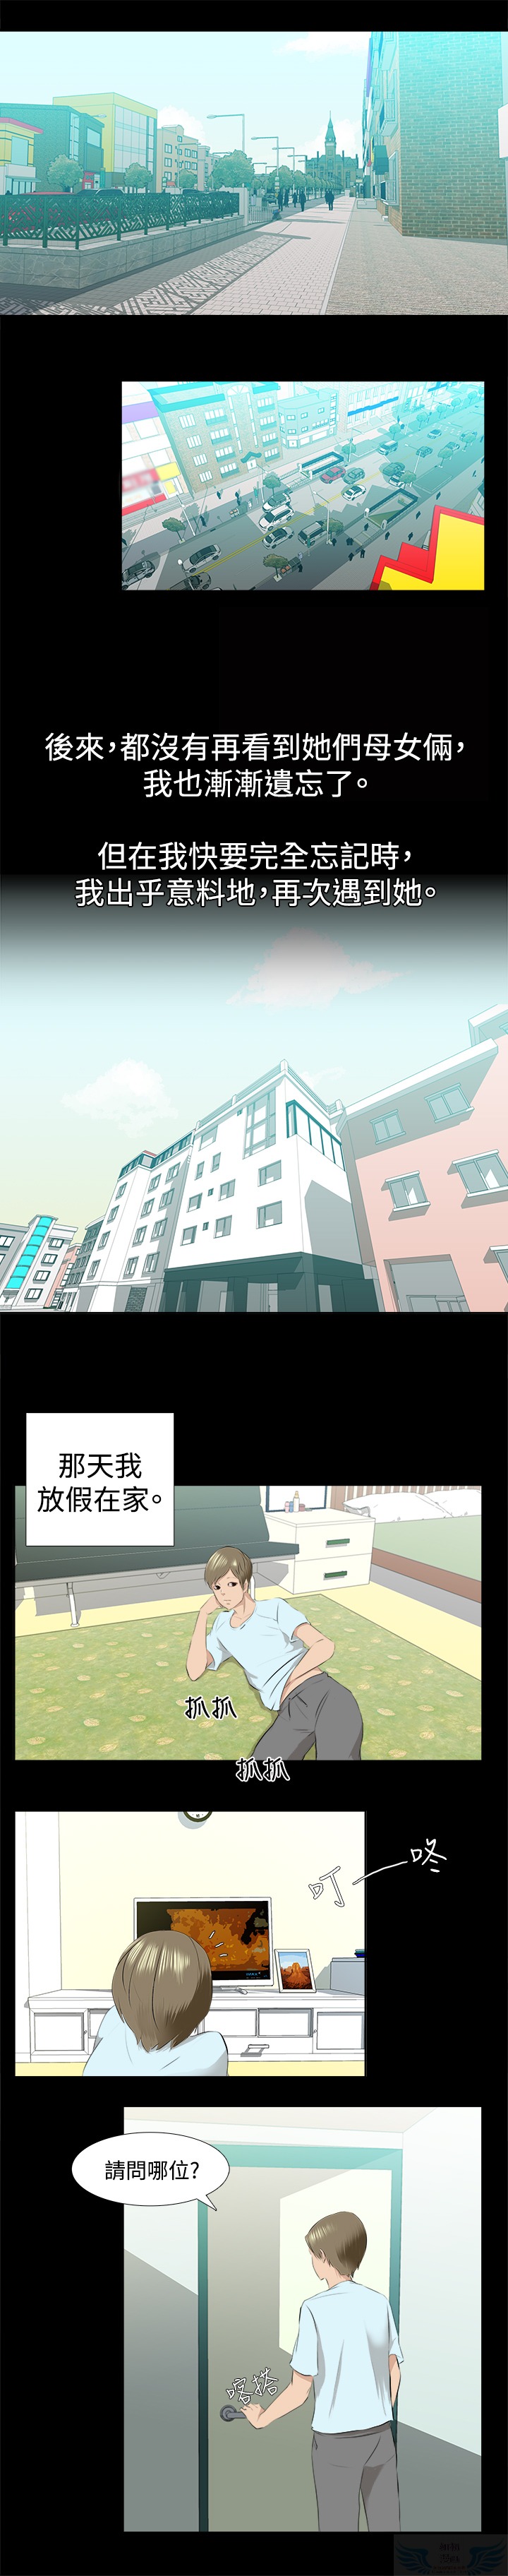 後來，都沒有再看到她們母女倆，
我也漸漸遺忘了。
但在我快要完全忘記時，
我出乎意料地，再次遇到她。
那天我
放假在家。
抓抓
抓抓
叮——咚
請問哪位？
喀搭